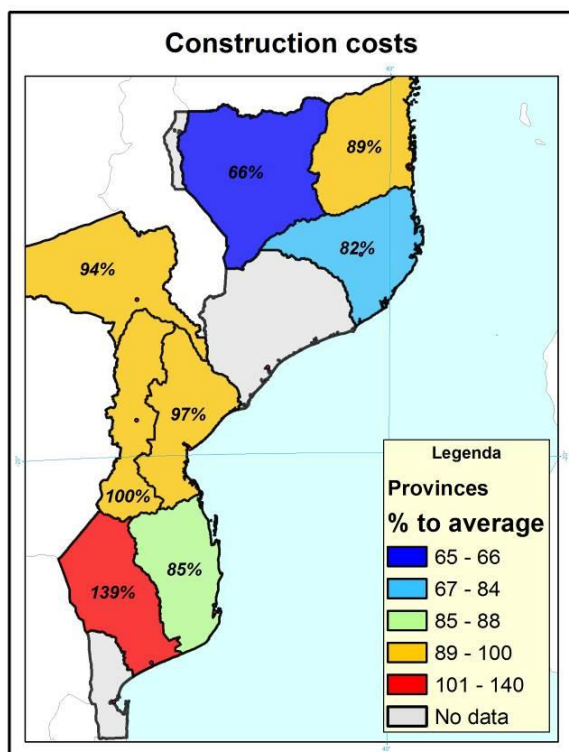 Construction costs
66%
89%
82%
94%
97%
100%
139%
85%
Legenda
Provinces
% to average
65 - 66
67 - 84
85 - 88
89 - 100
101 - 140
No data